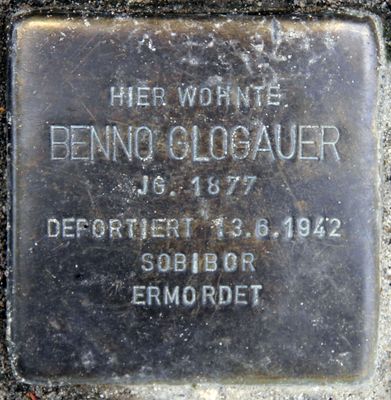 HIER WOHNTE
BENNO GLOGAUER
JG. 1877
DEPORTIERT 13.6.1942
SOBIBOR
ERMORDET